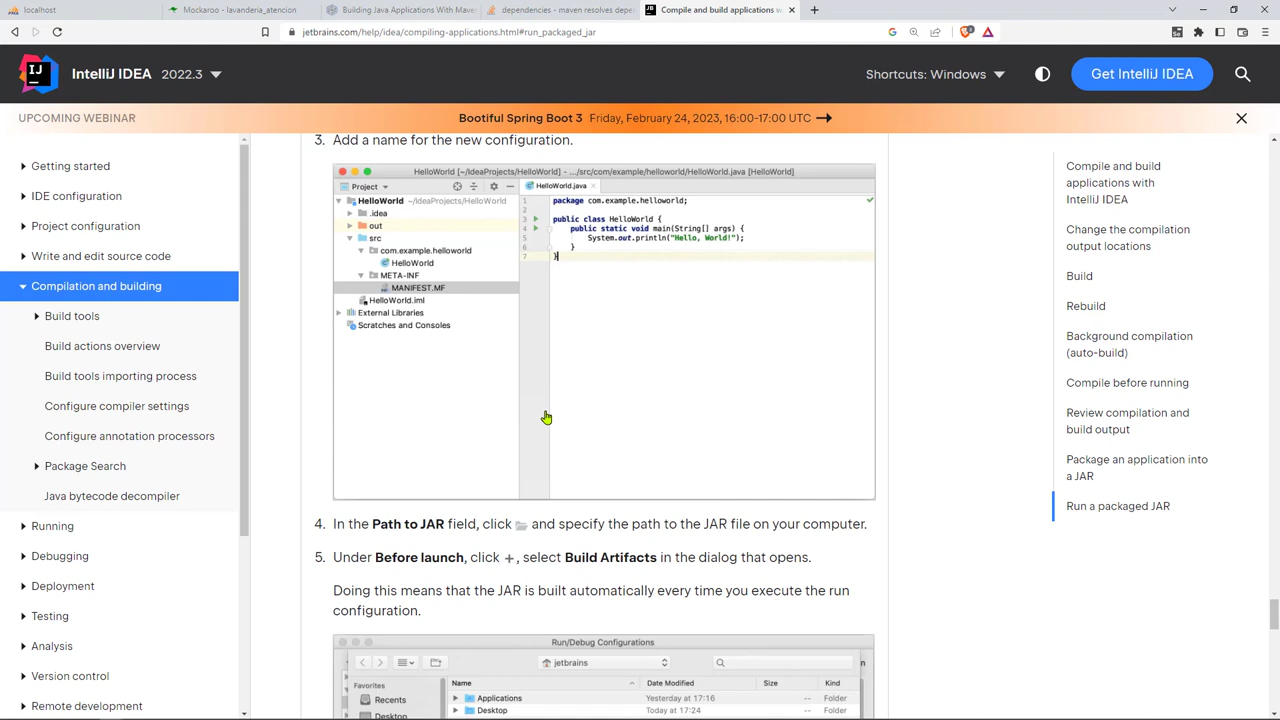 localhost
Mockaroo - lavanderia_atencion
Building Java Applications With Maven
dependencies - maven resolves depe
Compile and build applications w
jetbrains.com/help/idea/compiling-applications.html#run_packaged_jar
IntelliJ IDEA 2022.3
Shortcuts: Windows
Get IntelliJ IDEA
UPCOMING WEBINAR
Bootiful Spring Boot 3 Friday, February 24, 2023, 16:00-17:00 UTC
Getting started
IDE configuration
Project configuration
Write and edit source code
Compilation and building
Build tools
Build actions overview
Build tools importing process
Configure compiler settings
Configure annotation processors
Package Search
Java bytecode decompiler
Running
Debugging
Deployment
Testing
Analysis
Version control
Remote development
3. Add a name for the new configuration.
HelloWorld [~/IdeaProjects/HelloWorld] - .../src/com/example/helloworld/HelloWorld.java [HelloWorld]
Project
HelloWorld ~/IdeaProjects/HelloWorld
.idea
out
src
com.example.helloworld
HelloWorld
META-INF
MANIFEST.MF
HelloWorld.iml
External Libraries
Scratches and Consoles
HelloWorld.java
1 package com.example.helloworld;
2
3 public class HelloWorld {
4 public static void main(String[] args) {
5 System.out.println("Hello, World!");
6 }
7 }
4. In the Path to JAR field, click and specify the path to the JAR file on your computer.
5. Under Before launch, click +, select Build Artifacts in the dialog that opens.
Doing this means that the JAR is built automatically every time you execute the run
configuration.
Run/Debug Configurations
jetbrains
Favorites
Recents
Desktop
Name Date Modified Size Kind
Applications Yesterday at 17:16 -- Folder
Desktop Today at 17:24 -- Folder
Compile and build
applications with
IntelliJ IDEA
Change the compilation
output locations
Build
Rebuild
Background compilation
(auto-build)
Compile before running
Review compilation and
build output
Package an application into
a JAR
Run a packaged JAR